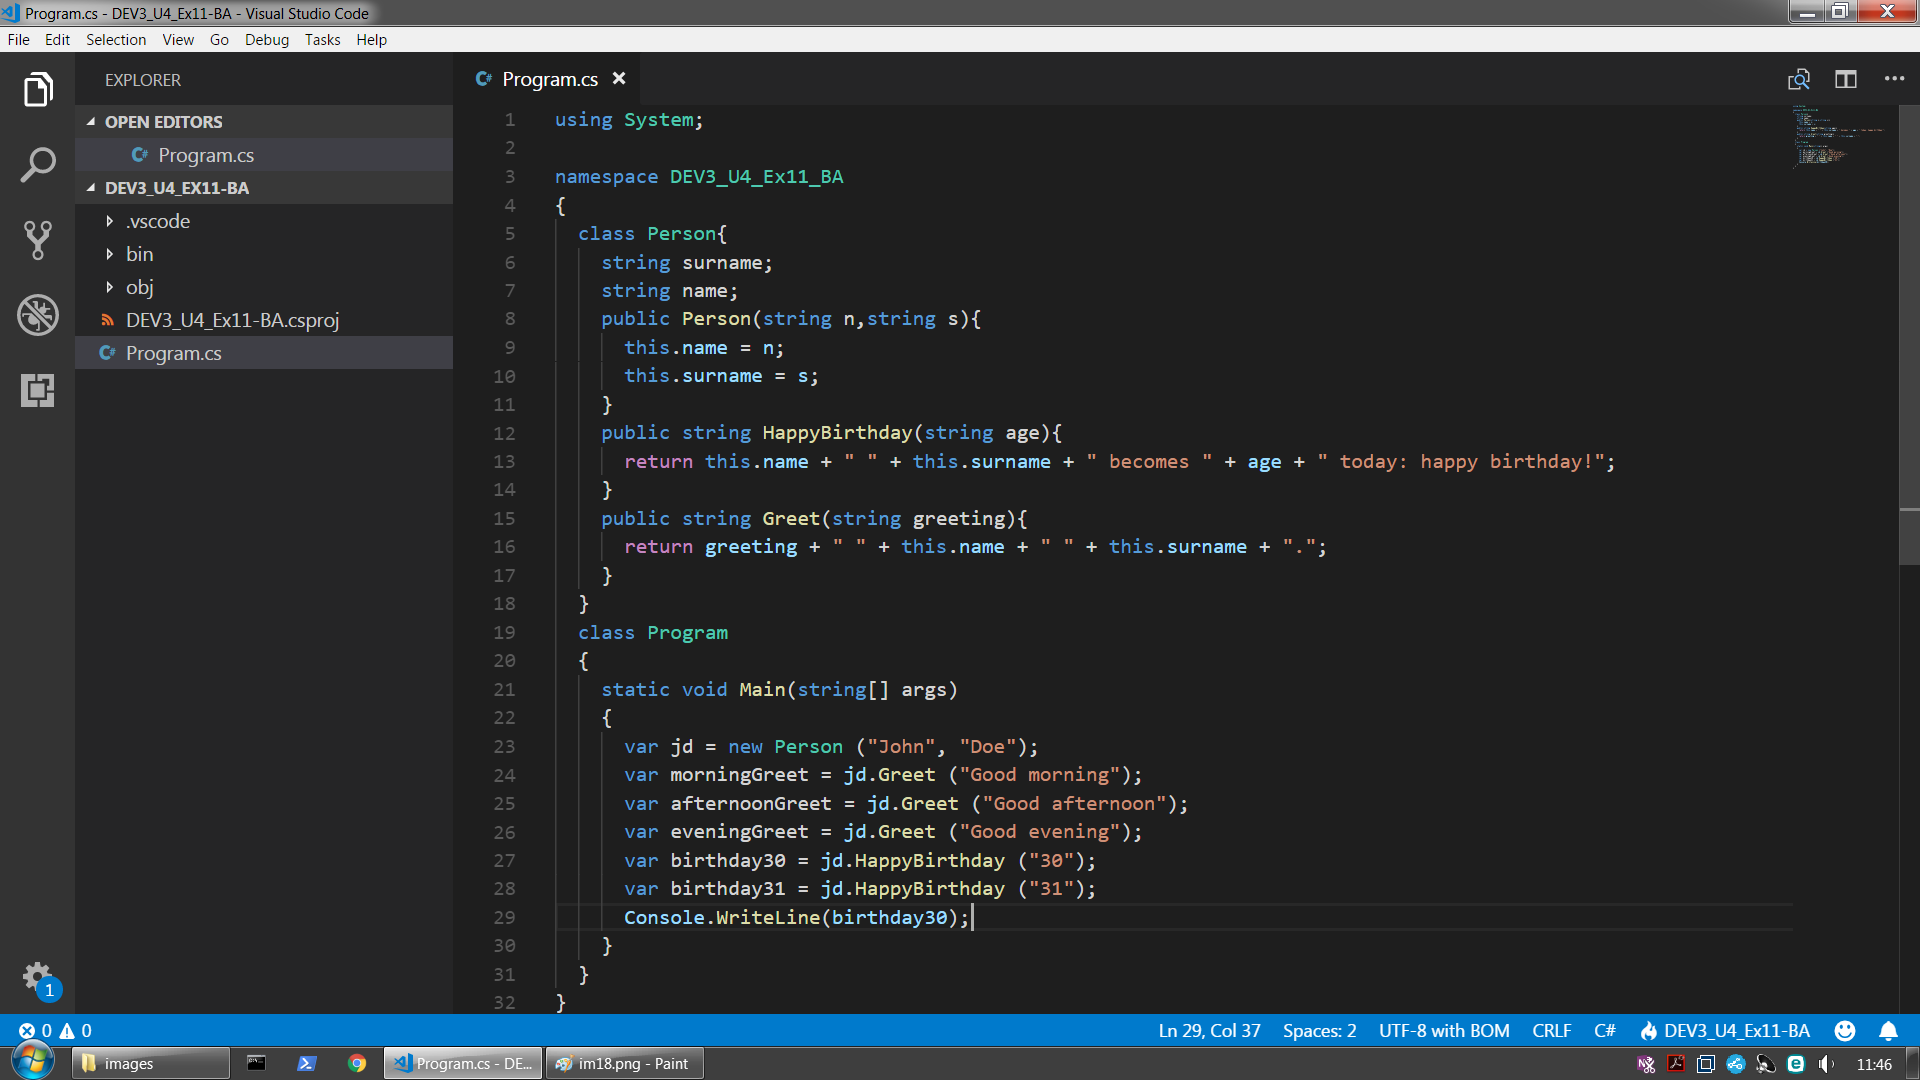 Program.cs - DEV3_U4_Ex11-BA - Visual Studio Code
File Edit Selection View Go Debug Tasks Help
EXPLORER
OPEN EDITORS
C# Program.cs
DEV3_U4_EX11-BA
.vscode
bin
obj
DEV3_U4_Ex11-BA.csproj
C# Program.cs
1
C# Program.cs
1 using System;
2
3 namespace DEV3_U4_Ex11_BA
4 {
5 class Person{
6 string surname;
7 string name;
8 public Person(string n,string s){
9 this.name = n;
10 this.surname = s;
11 }
12 public string HappyBirthday(string age){
13 return this.name + " " + this.surname + " becomes " + age + " today: happy birthday!";
14 }
15 public string Greet(string greeting){
16 return greeting + " " + this.name + " " + this.surname + ".";
17 }
18 }
19 class Program
20 {
21 static void Main(string[] args)
22 {
23 var jd = new Person ("John", "Doe");
24 var morningGreet = jd.Greet ("Good morning");
25 var afternoonGreet = jd.Greet ("Good afternoon");
26 var eveningGreet = jd.Greet ("Good evening");
27 var birthday30 = jd.HappyBirthday ("30");
28 var birthday31 = jd.HappyBirthday ("31");
29 Console.WriteLine(birthday30);
30 }
31 }
32 }
0 0 Ln 29, Col 37 Spaces: 2 UTF-8 with BOM CRLF C# DEV3_U4_Ex11-BA
images Program.cs - DE... im18.png - Paint 11:46